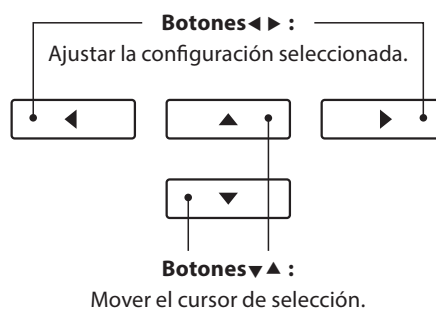 Botones◀ ▶ :
Ajustar la configuración seleccionada.
◀ ▲ ▶
▼
Botones▼▲ :
Mover el cursor de selección.